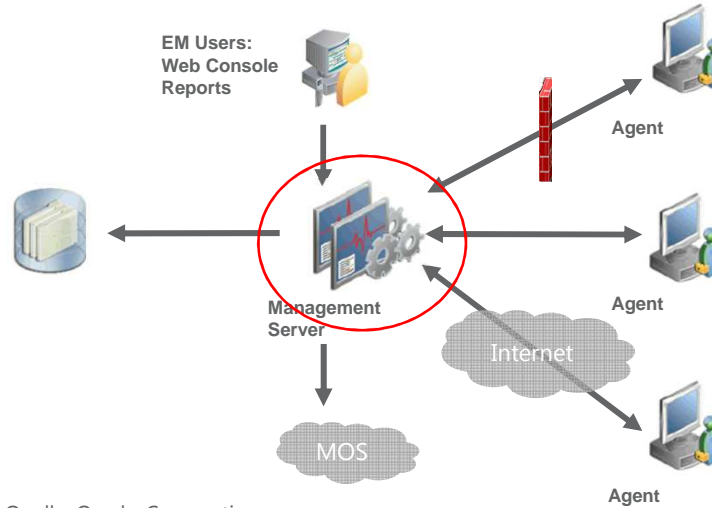 EM Users:
Web Console
Reports
Agent
Management
Server
Agent
Internet
MOS
Agent